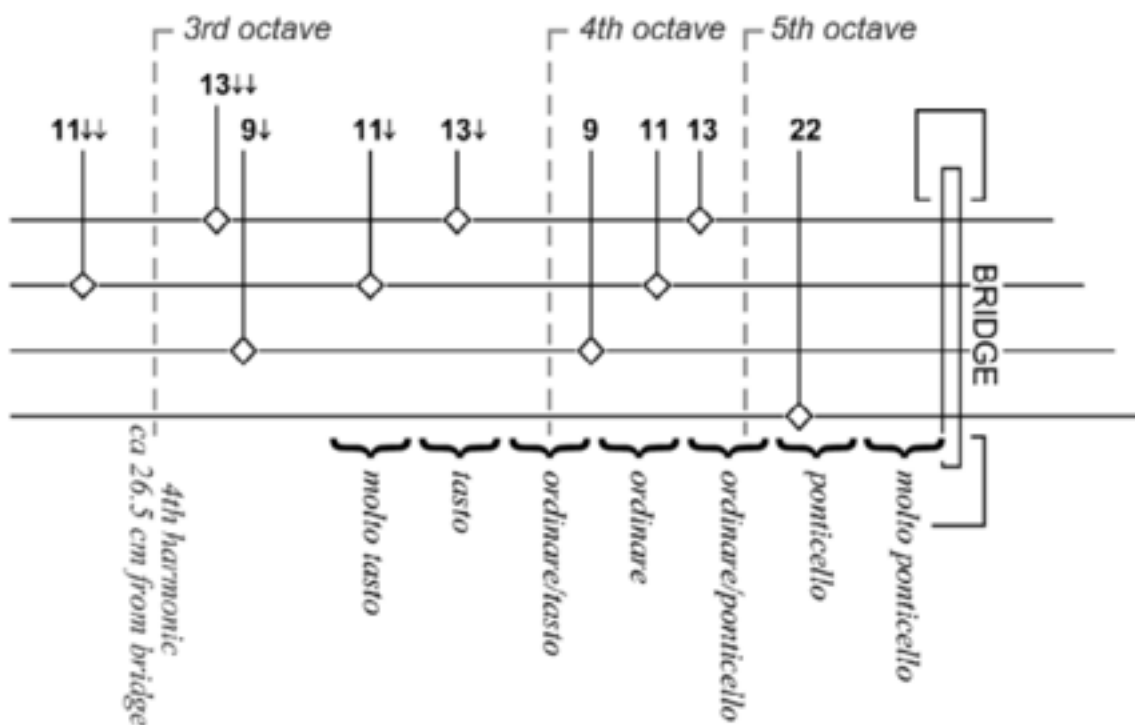 3rd octave
4th octave
5th octave
13↓↓
11↓↓
9↓
11↓
13↓
9
11
13
22
BRIDGE
4th harmonic
ca 26.5 cm from bridge
molto tasto
tasto
ordinare/tasto
ordinare
ordinare/ponticello
ponticello
molto ponticello